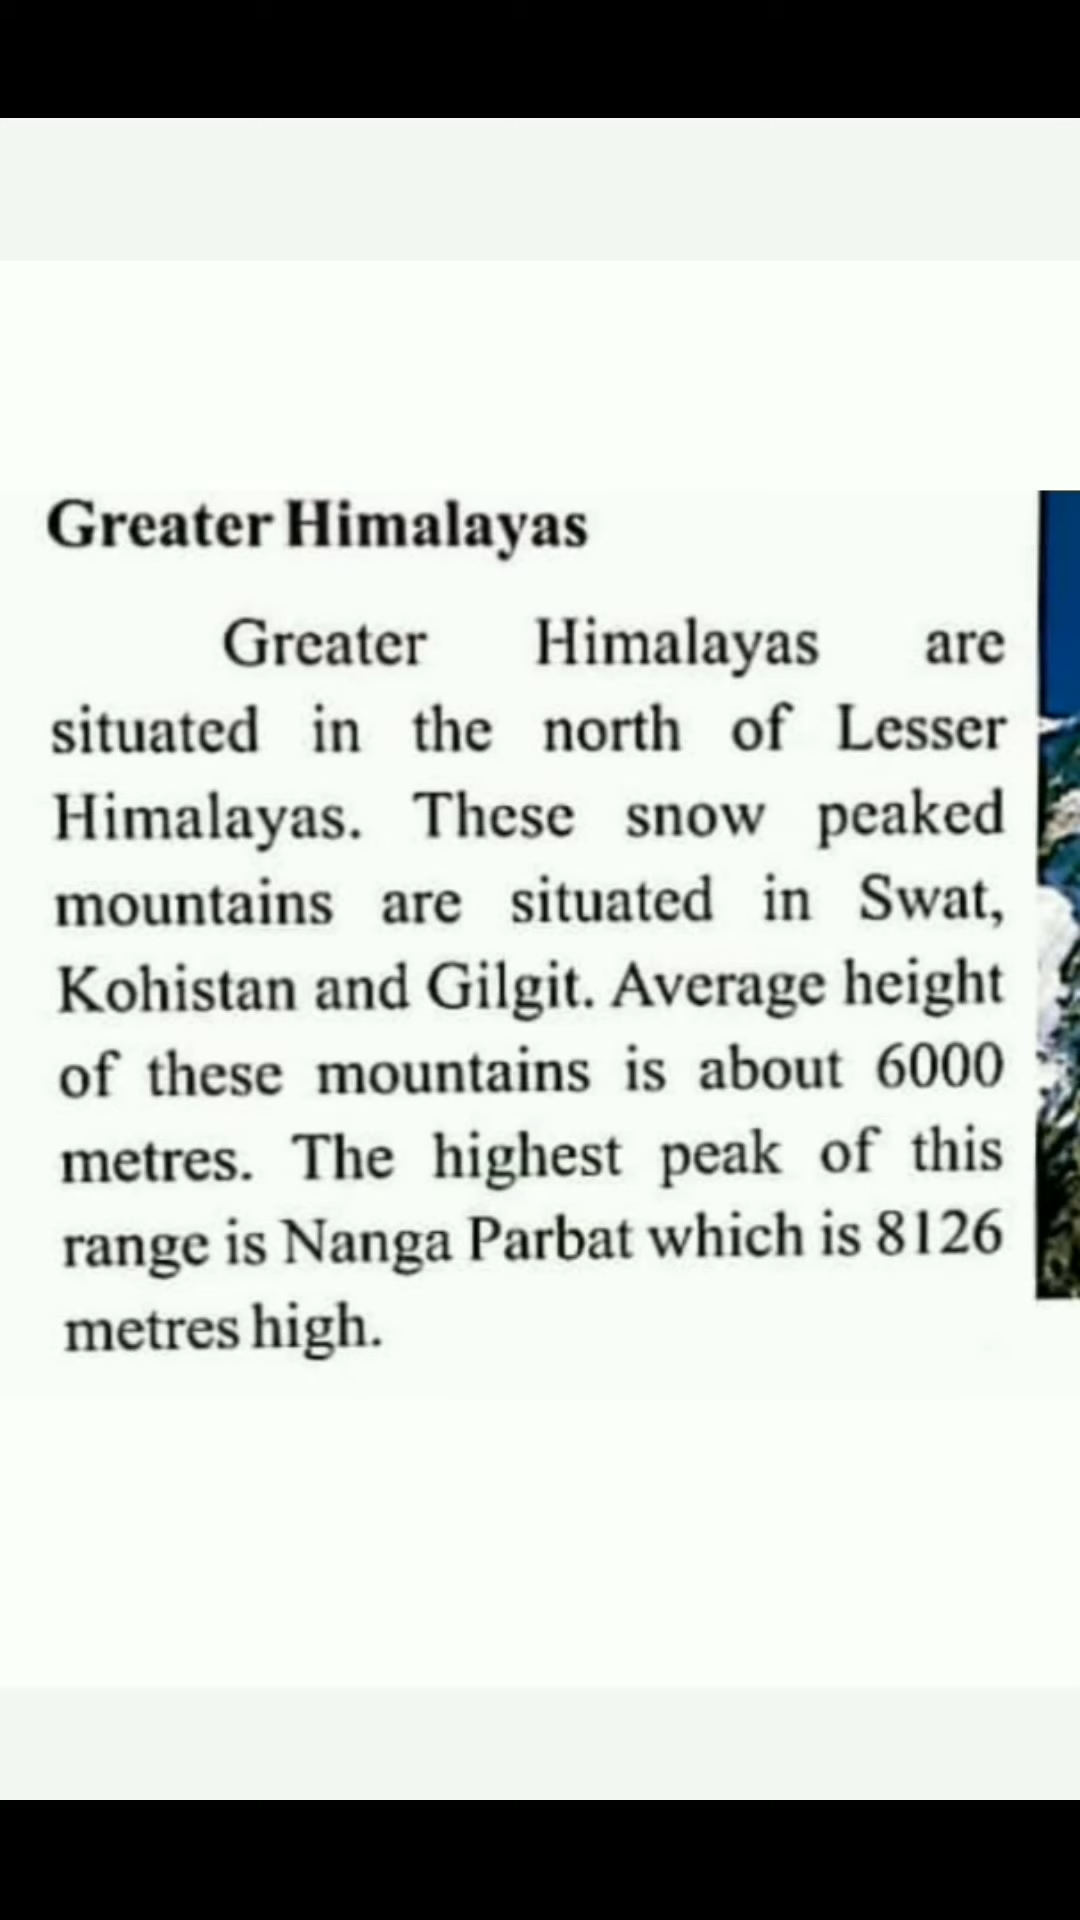 Greater Himalayas
Greater Himalayas are
situated in the north of Lesser
Himalayas. These snow peaked
mountains are situated in Swat,
Kohistan and Gilgit. Average height
of these mountains is about 6000
metres. The highest peak of this
range is Nanga Parbat which is 8126
metres high.